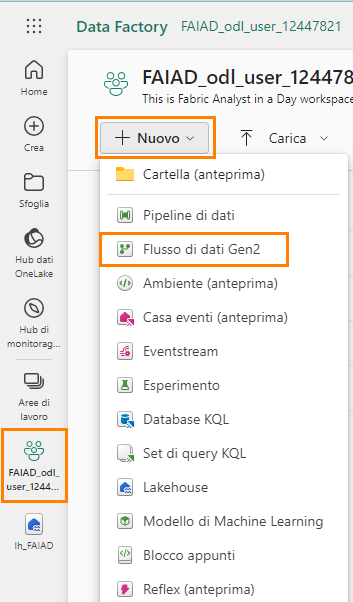 Data Factory
FAIAD_odl_user_12447821
Home
Crea
Sfoglia
Hub dati
OneLake
Hub di
monitorag...
Aree di
lavoro
FAIAD_odl_
user_1244...
lh_FAIAD
FAIAD_odl_user_124478
This is Fabric Analyst in a Day workspace
Nuovo
Carica
Cartella (anteprima)
Pipeline di dati
Flusso di dati Gen2
Ambiente (anteprima)
Casa eventi (anteprima)
Eventstream
Esperimento
Database KQL
Set di query KQL
Lakehouse
Modello di Machine Learning
Blocco appunti
Reflex (anteprima)